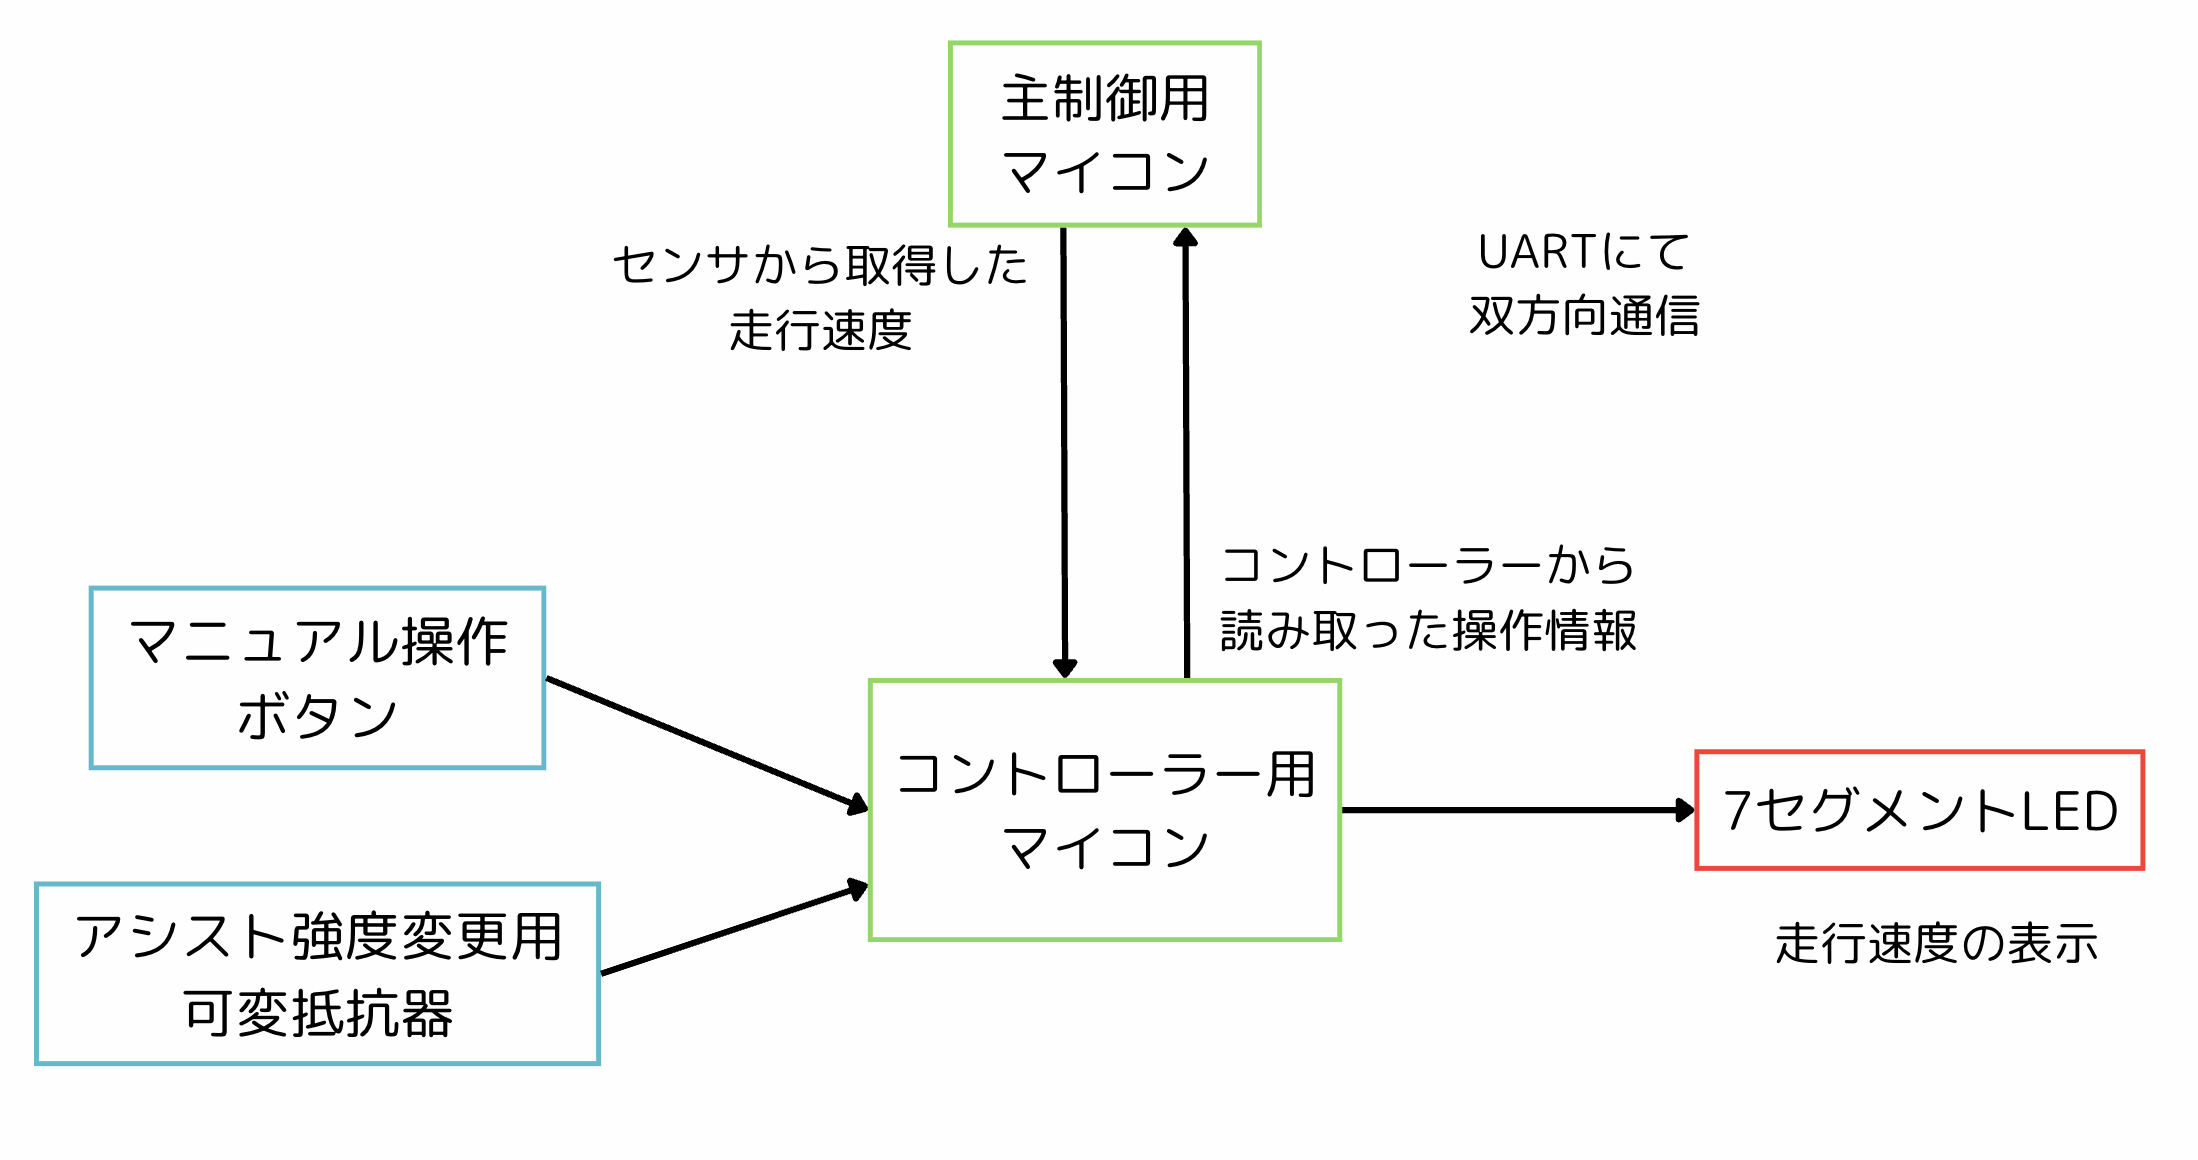 主制御用
マイコン
センサから取得した
走行速度
UARTにて
双方向通信
コントローラーから
読み取った操作情報
マニュアル操作
ボタン
コントローラー用
マイコン
7セグメントLED
走行速度の表示
アシスト強度変更用
可変抵抗器